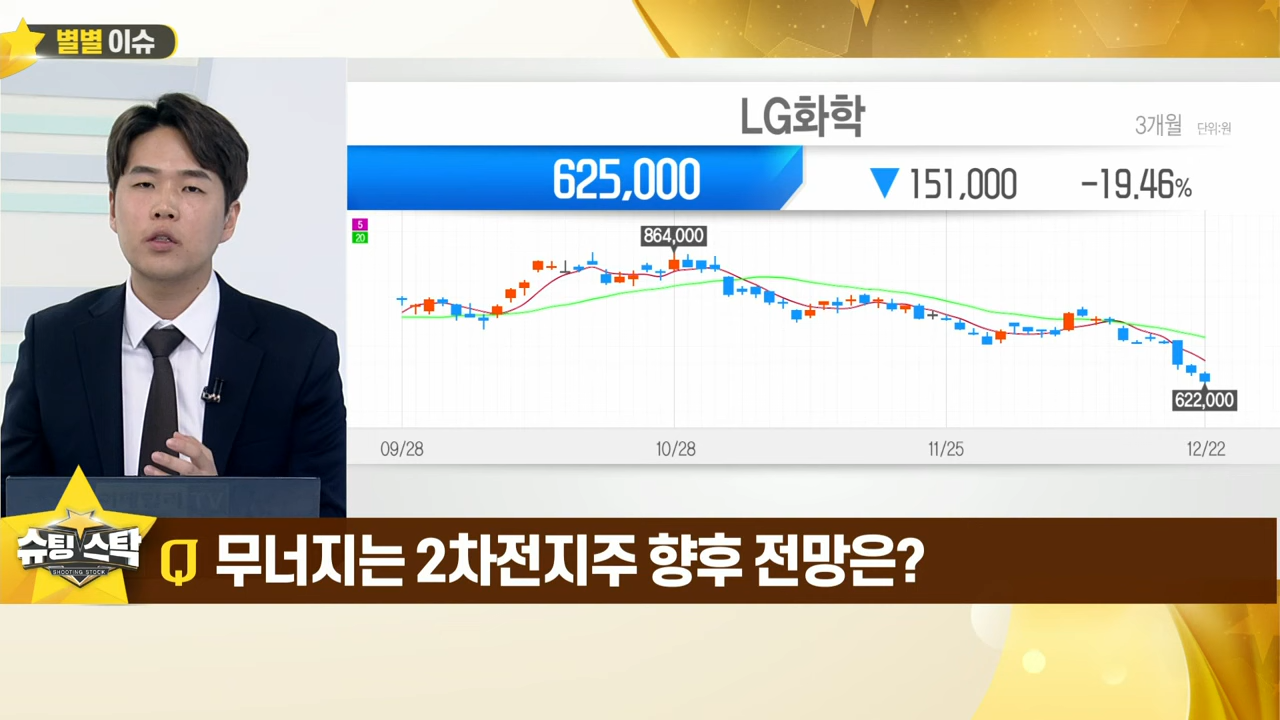 별별 이슈
LG화학
3개월 단위:원
625,000 ▼151,000 -19.46%
5
20
864,000
622,000
09/28 10/28 11/25 12/22
슈팅 스탁
SHOOTING STOCK
Q 무너지는 2차전지주 향후 전망은?